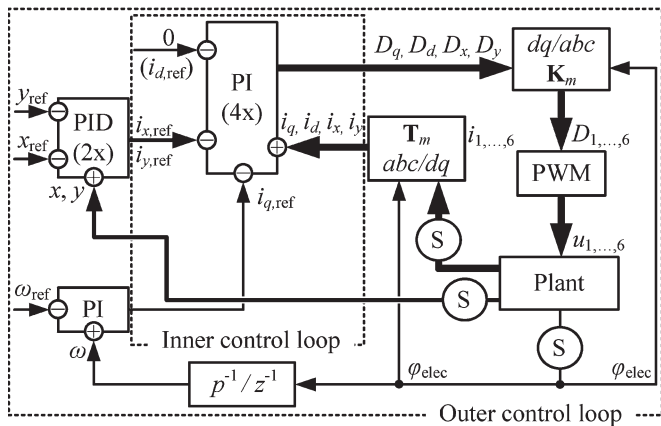 0
(i_d,ref)
PI
(4x)
D_q, D_d, D_x, D_y
dq/abc
K_m
y_ref
x_ref
PID
(2x)
x, y
i_x,ref
i_y,ref
i_q, i_d, i_x, i_y
T_m
abc/dq
i_1,...,6
D_1,...,6
PWM
i_q,ref
u_1,...,6
S
Plant
S
ω_ref
PI
ω
Inner control loop
S
p^-1 / z^-1
φ_elec
φ_elec
Outer control loop